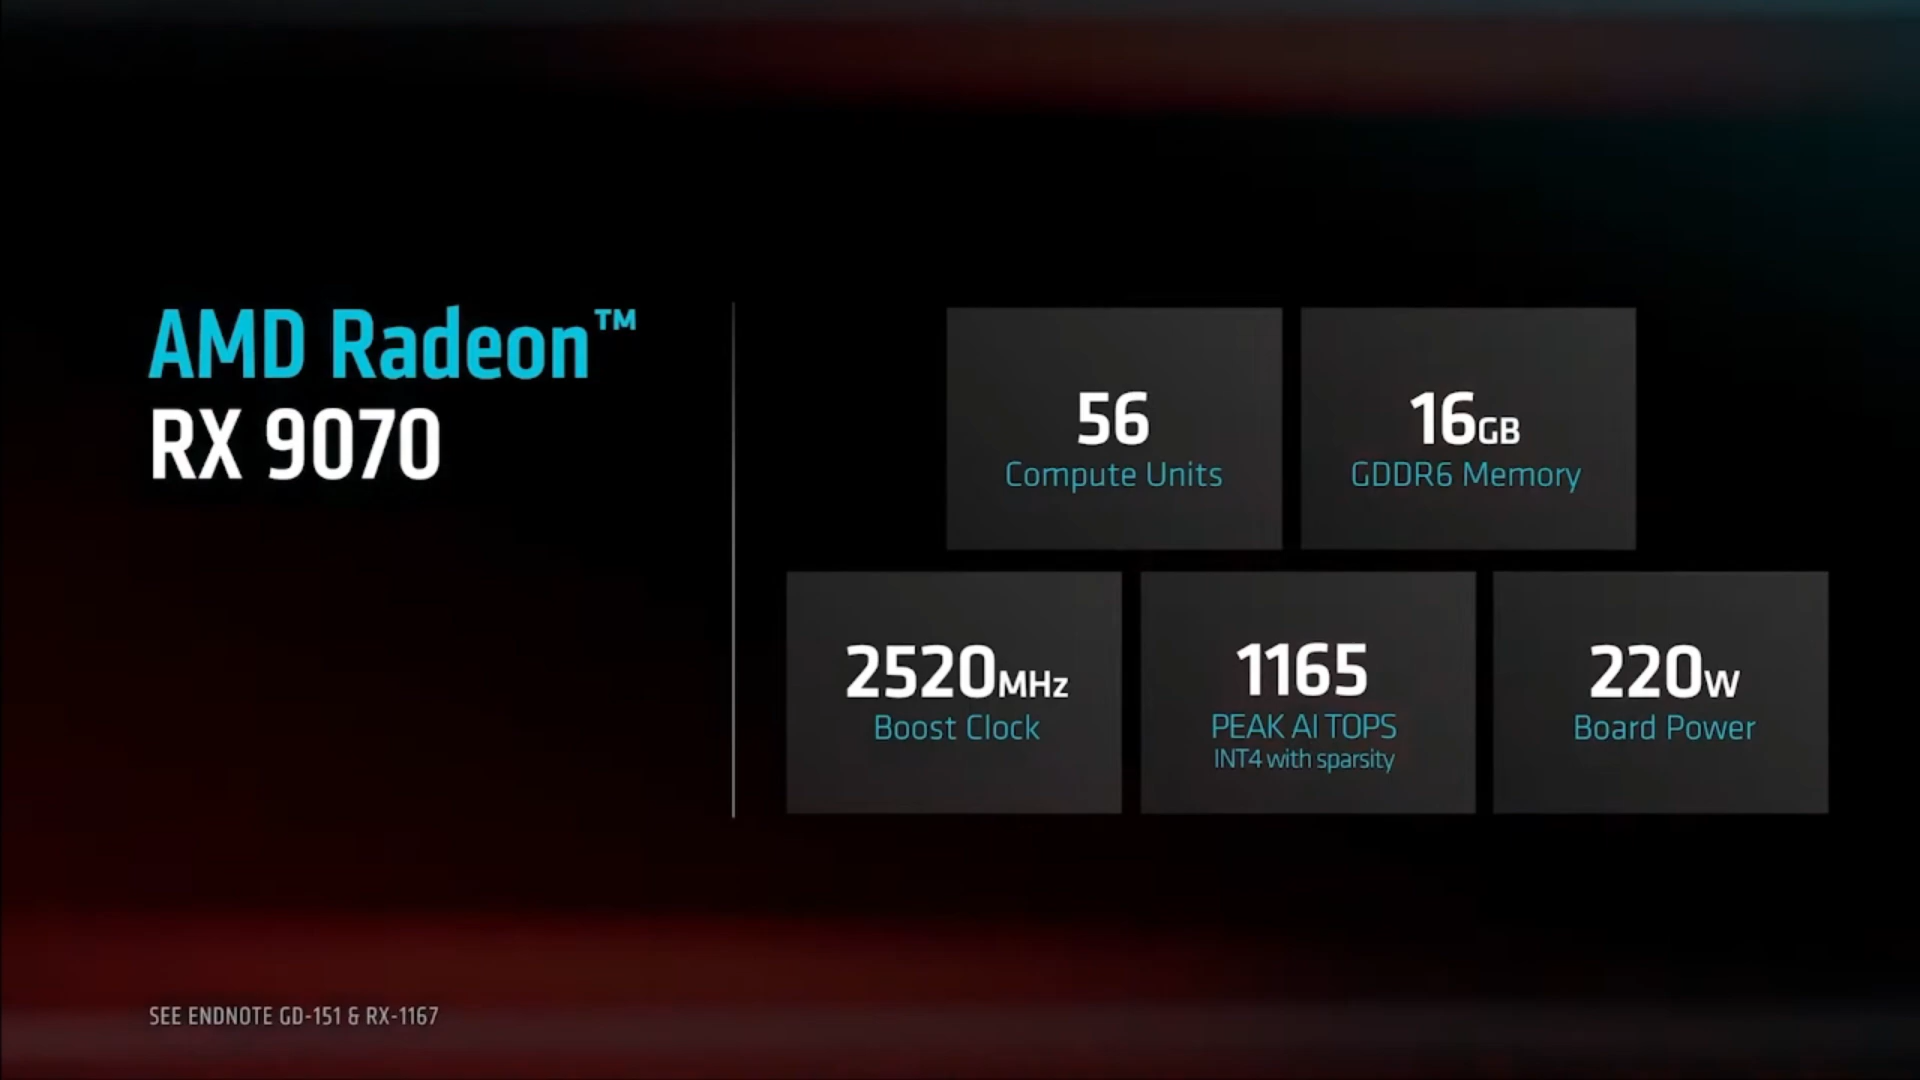 AMD Radeon™
RX 9070
56
Compute Units
16GB
GDDR6 Memory
2520MHz
Boost Clock
1165
PEAK AI TOPS
INT4 with sparsity
220W
Board Power
SEE ENDNOTE GD-151 & RX-1167